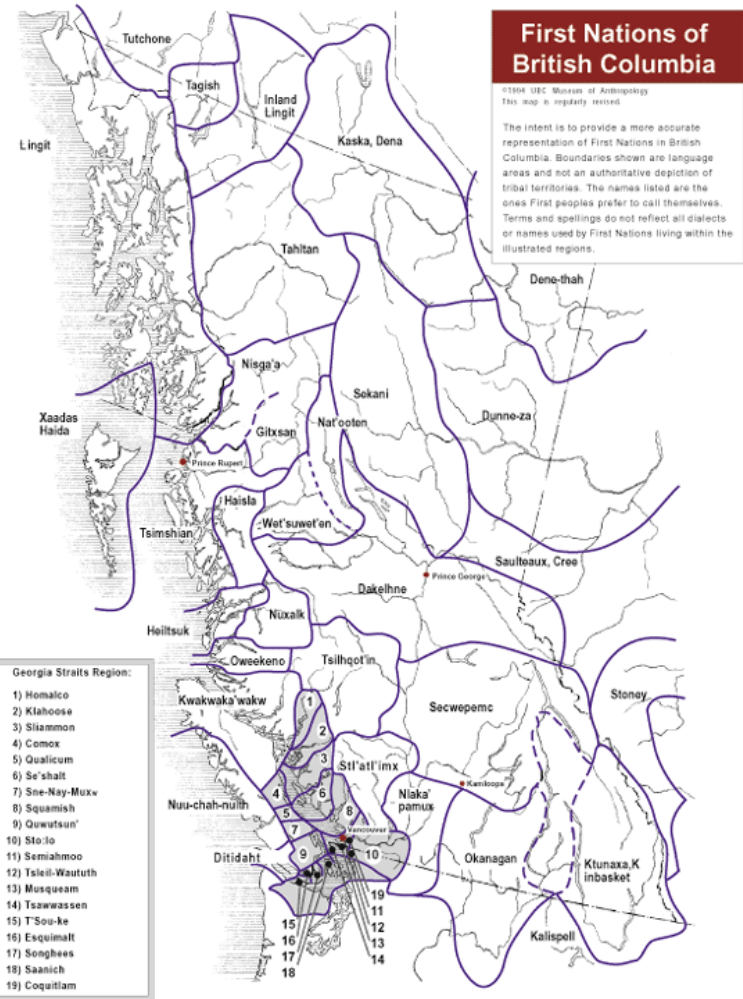 First Nations of
British Columbia
©1994 UBC Museum of Anthropology
This map is regularly revised.
The intent is to provide a more accurate
representation of First Nations in British
Columbia. Boundaries shown are language
areas and not an authoritative depiction of
tribal territories. The names listed are the
ones First peoples prefer to call themselves.
Terms and spellings do not reflect all dialects
or names used by First Nations living within the
illustrated regions.
Tutchone
Tagish
Inland
Lingit
Lingit
Kaska, Dena
Tahltan
Dene-thah
Nisga'a
Sekani
Xaadas
Haida
Gitxsan
Nat'ooten
Dunne-za
Prince Rupert
Haisla
Tsimshian
Wet'suwet'en
Saulteaux, Cree
Prince George
Dakelhne
Heiltsuk
Nüxalk
Oweekeno
Tsilhqot'in
Kwakwaka'wakw
Secwepemc
Stoney
Stl'atl'imx
Nlaka'
pamux
Kamloops
Nuu-chah-nulth
Vancouver
Ditidaht
Okanagan
Ktunaxa,K
inbasket
Kalispell
1
2
3
4
5
6
7
8
9
10
15
16
17
18
19
11
12
13
14
Georgia Straits Region:
1) Homalco
2) Klahoose
3) Sliammon
4) Comox
5) Qualicum
6) Se'shalt
7) Sne-Nay-Muxw
8) Squamish
9) Quwutsun'
10) Sto:lo
11) Semiahmoo
12) Tsleil-Waututh
13) Musqueam
14) Tsawwassen
15) T'Sou-ke
16) Esquimalt
17) Songhees
18) Saanich
19) Coquitlam